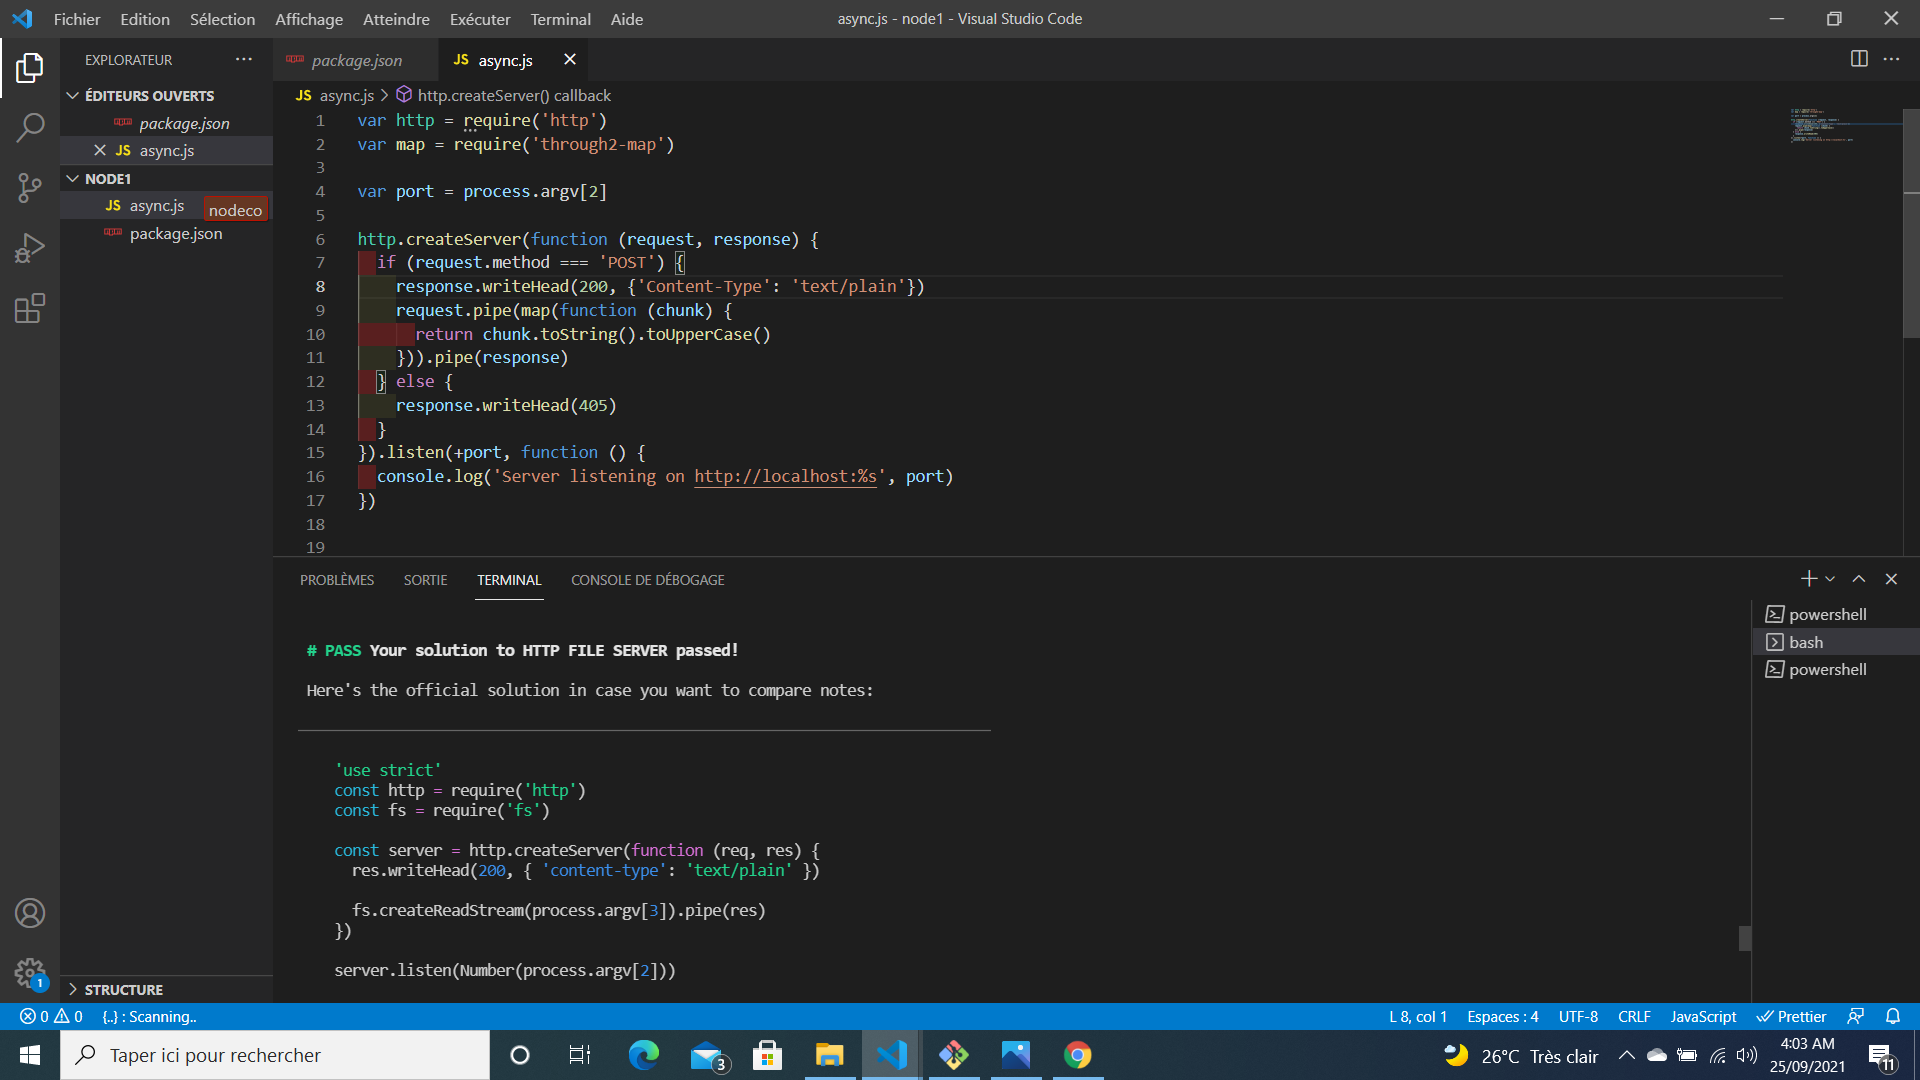 Fichier Edition Sélection Affichage Atteindre Exécuter Terminal Aide
async.js - node1 - Visual Studio Code
EXPLORATEUR
package.json
JS async.js
ÉDITEURS OUVERTS
package.json
JS async.js
NODE1
JS async.js
nodeco
package.json
STRUCTURE
JS async.js > http.createServer() callback
1 var http = require('http')
2 var map = require('through2-map')
3
4 var port = process.argv[2]
5
6 http.createServer(function (request, response) {
7 if (request.method === 'POST') {
8 response.writeHead(200, {'Content-Type': 'text/plain'})
9 request.pipe(map(function (chunk) {
10 return chunk.toString().toUpperCase()
11 })).pipe(response)
12 } else {
13 response.writeHead(405)
14 }
15 }).listen(+port, function () {
16 console.log('Server listening on http://localhost:%s', port)
17 })
18
19
PROBLÈMES SORTIE TERMINAL CONSOLE DE DÉBOGAGE
powershell
bash
powershell
# PASS Your solution to HTTP FILE SERVER passed!
Here's the official solution in case you want to compare notes:
'use strict'
const http = require('http')
const fs = require('fs')
const server = http.createServer(function (req, res) {
res.writeHead(200, { 'content-type': 'text/plain' })
fs.createReadStream(process.argv[3]).pipe(res)
})
server.listen(Number(process.argv[2]))
1
0 0 {..} : Scanning..
L 8, col 1 Espaces : 4 UTF-8 CRLF JavaScript Prettier
Taper ici pour rechercher
3
26°C Très clair
4:03 AM
25/09/2021
11